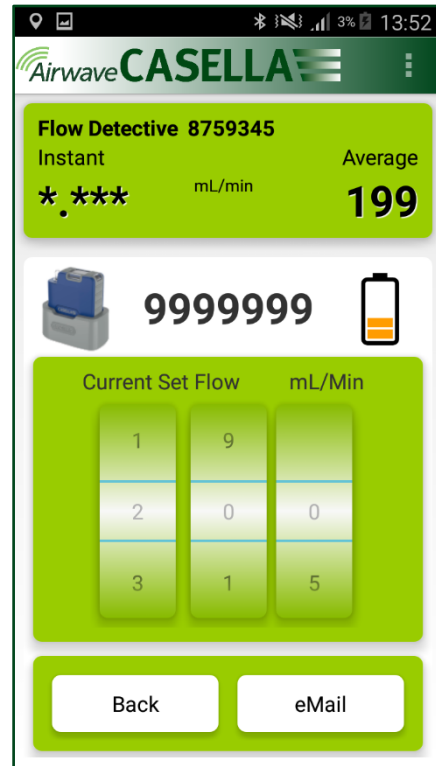 3% 13:52
Airwave CASELLA
Flow Detective 8759345
Instant Average
*.*** mL/min 199
9999999
Current Set Flow mL/Min
1 9
2 0 0
3 1 5
Back eMail